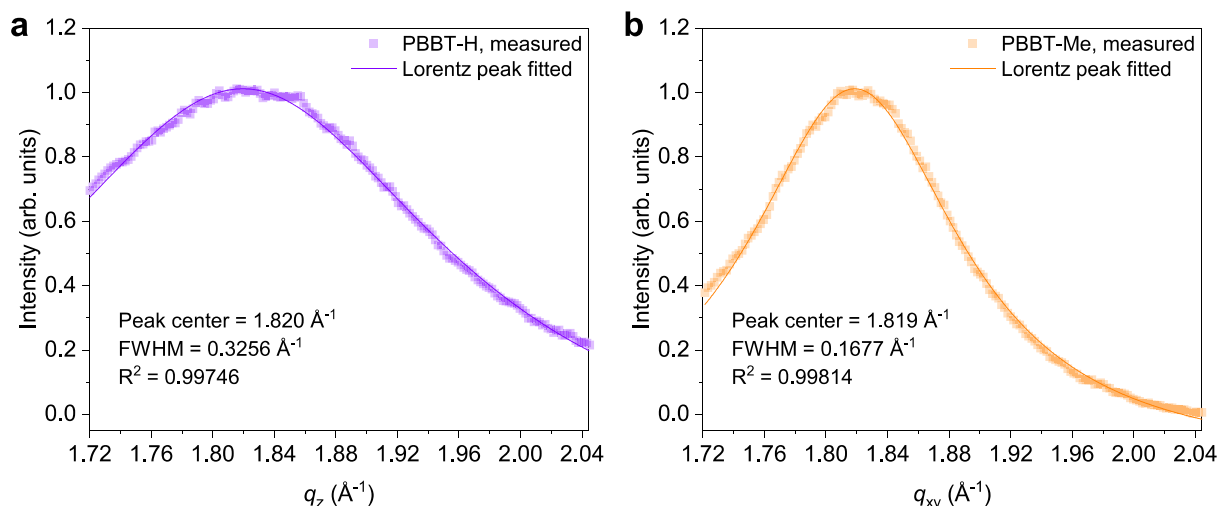 a
1.2
1.0
0.8
0.6
0.4
0.2
0.0
Intensity (arb. units)
PBBT-H, measured
Lorentz peak fitted
Peak center = 1.820 Å⁻¹
FWHM = 0.3256 Å⁻¹
R² = 0.99746
1.72 1.76 1.80 1.84 1.88 1.92 1.96 2.00 2.04
q_z (Å⁻¹)
b
1.2
1.0
0.8
0.6
0.4
0.2
0.0
Intensity (arb. units)
PBBT-Me, measured
Lorentz peak fitted
Peak center = 1.819 Å⁻¹
FWHM = 0.1677 Å⁻¹
R² = 0.99814
1.72 1.76 1.80 1.84 1.88 1.92 1.96 2.00 2.04
q_xy (Å⁻¹)